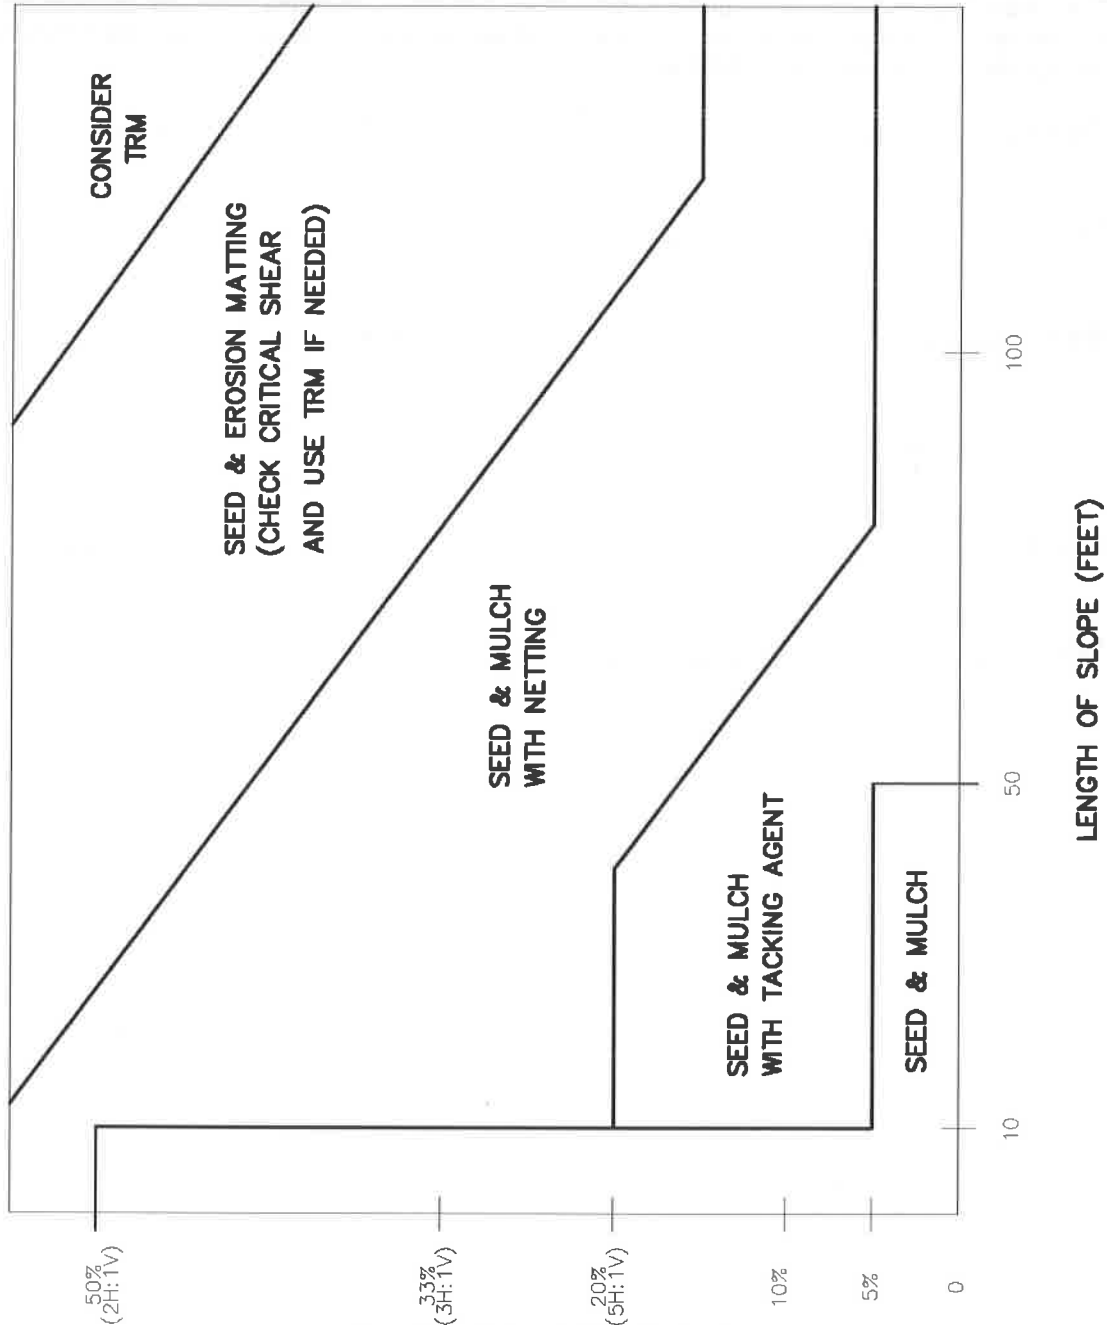 CONSIDER
TRM
SEED & EROSION MATTING
(CHECK CRITICAL SHEAR
AND USE TRM IF NEEDED)
SEED & MULCH
WITH NETTING
SEED & MULCH
WITH TACKING AGENT
SEED & MULCH
50%
(2H:1V)
33%
(3H:1V)
20%
(5H:1V)
10%
5%
0
10
50
100
LENGTH OF SLOPE (FEET)